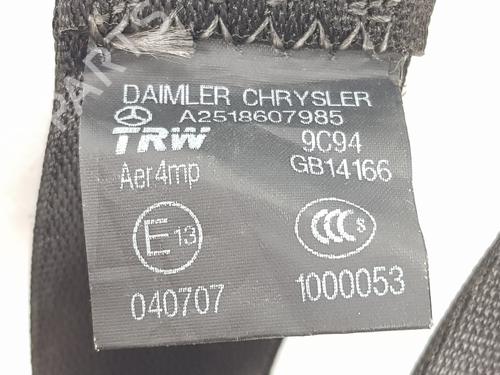 DAIMLER CHRYSLER
A2518607985
TRW 9C94
Aer4mp GB14166
E13 CCC S
040707 1000053